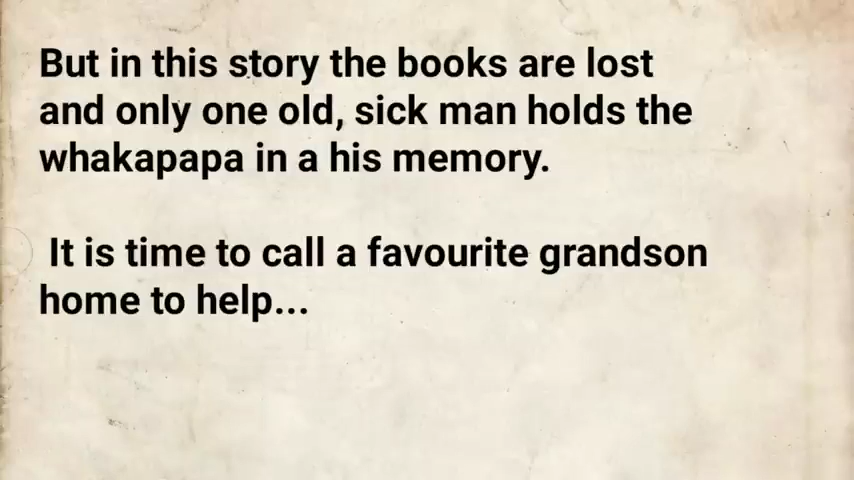 But in this story the books are lost
and only one old, sick man holds the
whakapapa in a his memory.
It is time to call a favourite grandson
home to help...